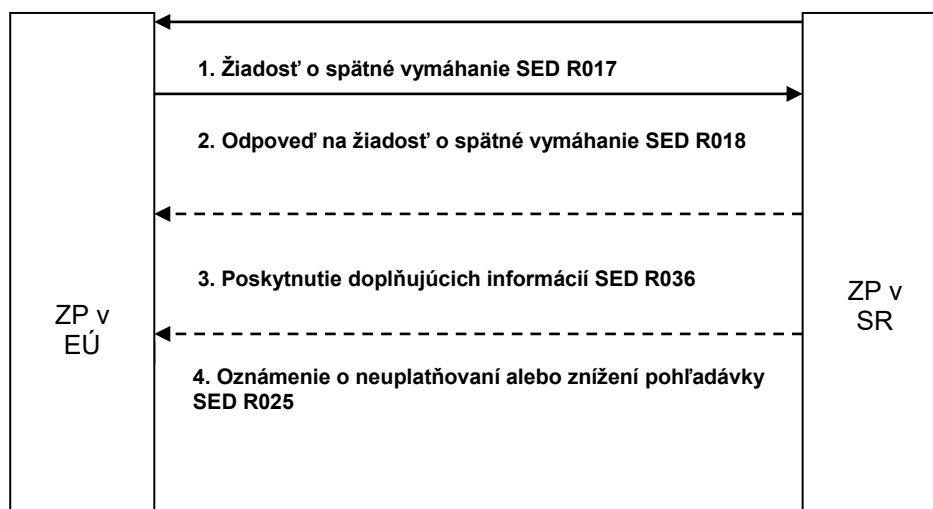 1. Žiadosť o spätné vymáhanie SED R017
2. Odpoveď na žiadosť o spätné vymáhanie SED R018
3. Poskytnutie doplňujúcich informácií SED R036
ZP v
EÚ
ZP v
SR
4. Oznámenie o neuplatňovaní alebo znížení pohľadávky
SED R025